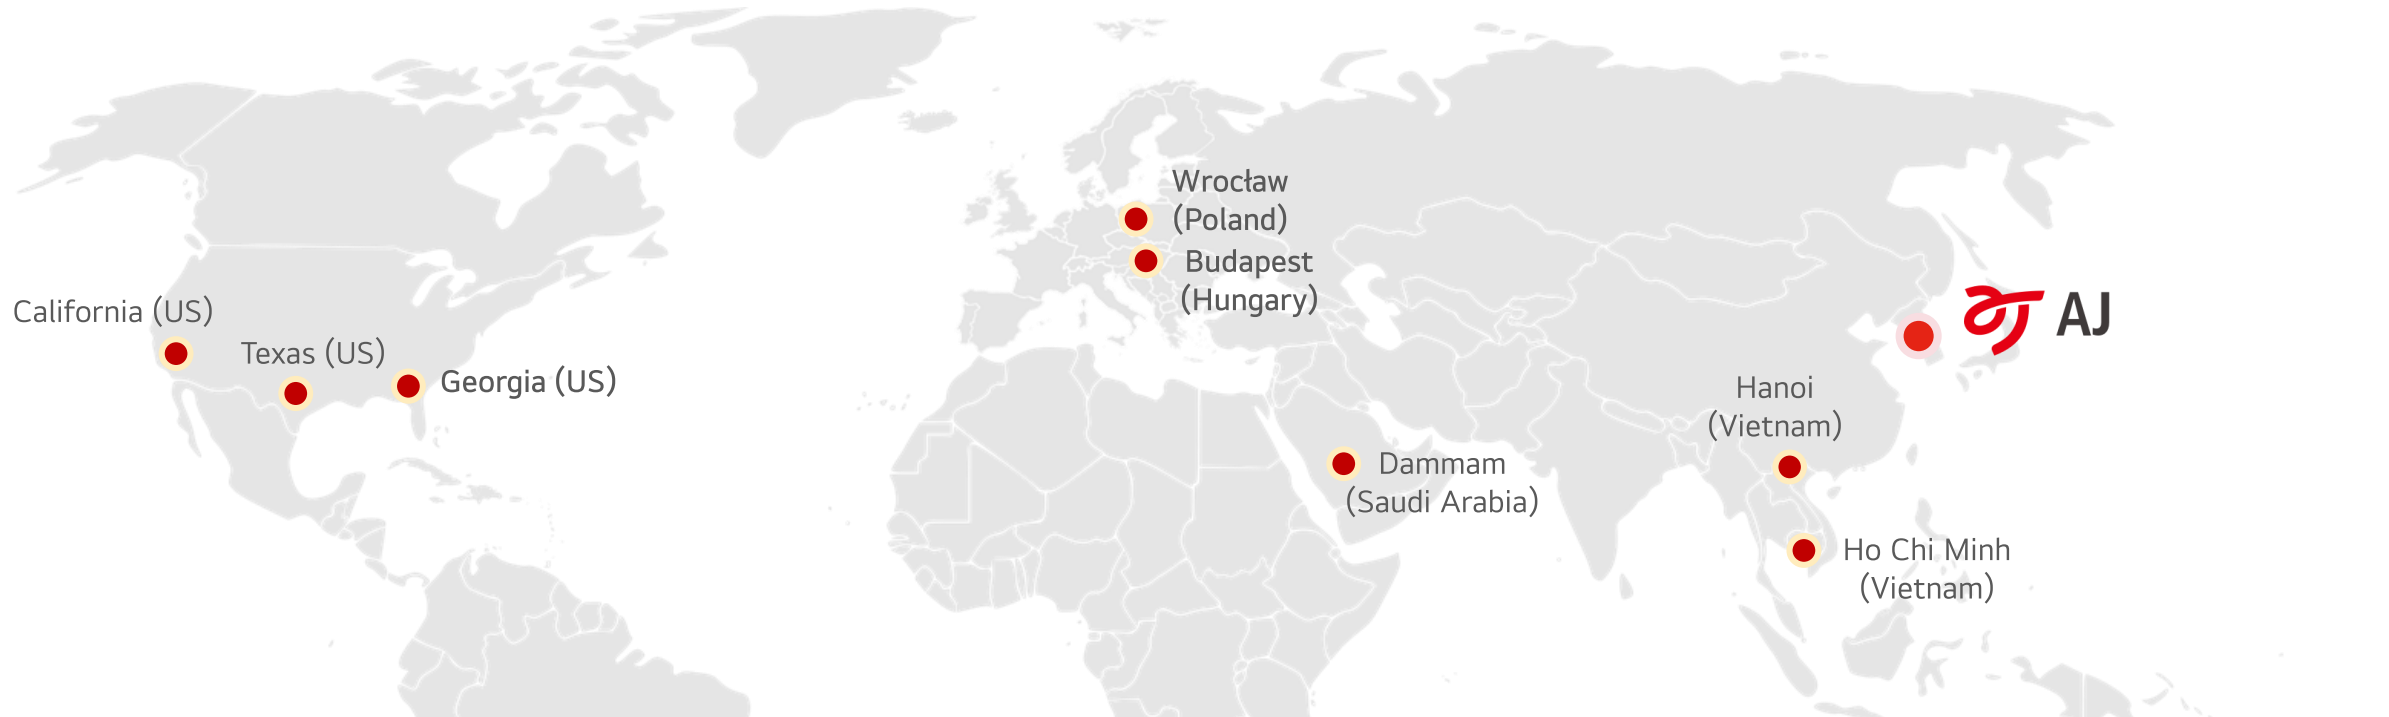 Wrocław
(Poland)
Budapest
(Hungary)
California (US)
Texas (US)
Georgia (US)
AJ
Hanoi
(Vietnam)
Dammam
(Saudi Arabia)
Ho Chi Minh
(Vietnam)